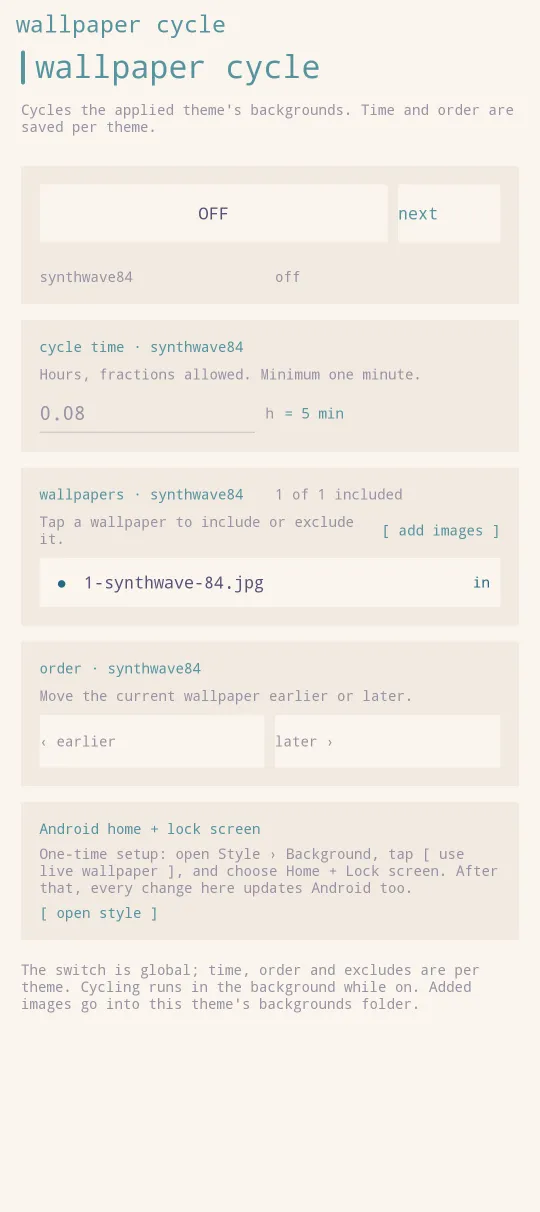 wallpaper cycle
wallpaper cycle
Cycles the applied theme's backgrounds. Time and order are
saved per theme.
OFF
next
synthwave84
off
cycle time · synthwave84
Hours, fractions allowed. Minimum one minute.
0.08
h = 5 min
wallpapers · synthwave84
1 of 1 included
Tap a wallpaper to include or exclude
it.
[ add images ]
● 1-synthwave-84.jpg
in
order · synthwave84
Move the current wallpaper earlier or later.
‹ earlier
later ›
Android home + lock screen
One-time setup: open Style › Background, tap [ use
live wallpaper ], and choose Home + Lock screen. After
that, every change here updates Android too.
[ open style ]
The switch is global; time, order and excludes are per
theme. Cycling runs in the background while on. Added
images go into this theme's backgrounds folder.